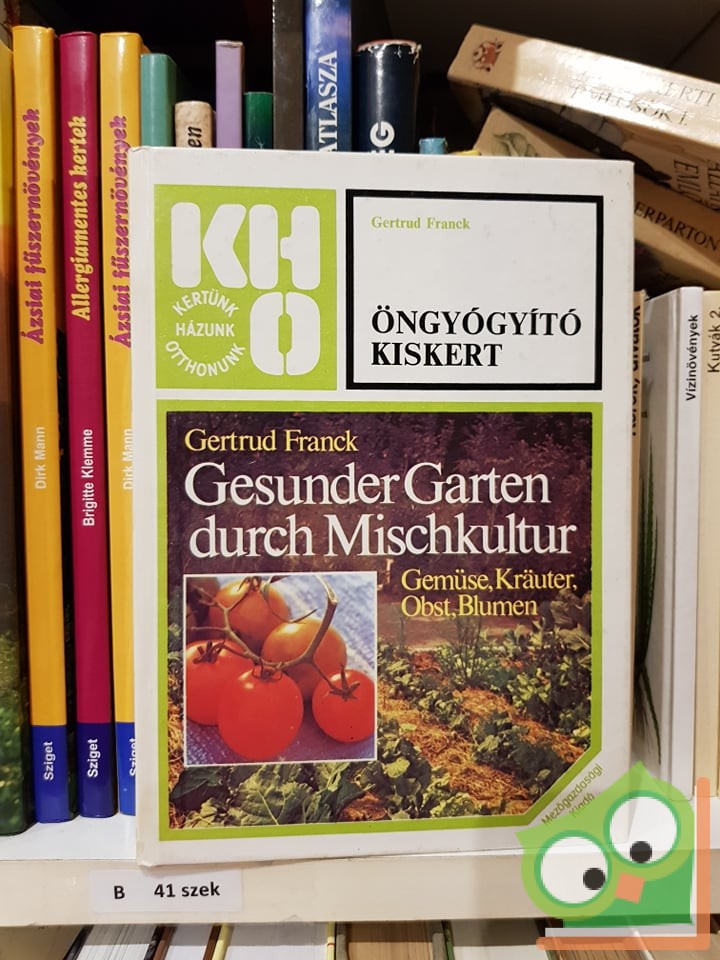 Dirk Mann
Ázsiai fűszernövények
Sziget
Brigitte Klemme
Allergiamentes kertek
Sziget
Dirk Mann
Ázsiai fűszernövények
ATLASZA
KHO
KERTÜNK
HÁZUNK
OTTHONUNK
Gertrud Franck
ÖNGYÓGYÍTÓ
KISKERT
Gertrud Franck
Gesunder Garten
durch Mischkultur
Gemüse, Kräuter,
Obst, Blumen
Mezőgazdasági
Kiadó
Vízinövények
Kutyák 2.
B 41 szek